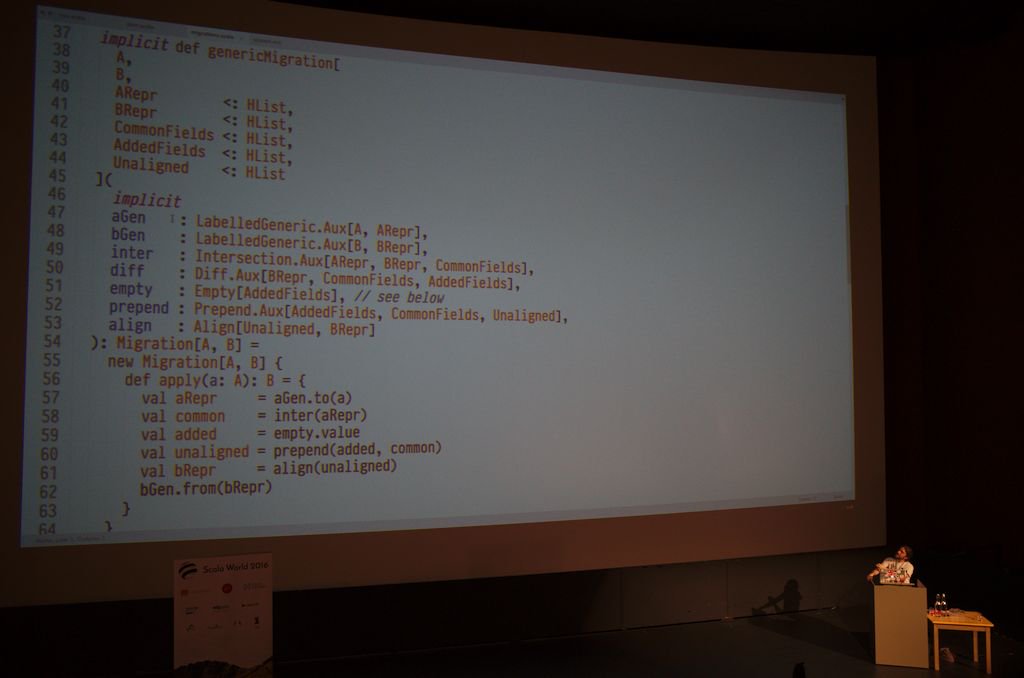 migrations.scala
37 implicit def genericMigration[
38 A,
39 B,
40 ARepr <: HList,
41 BRepr <: HList,
42 CommonFields <: HList,
43 AddedFields <: HList,
44 Unaligned <: HList
45 ](
46 implicit
47 aGen : LabelledGeneric.Aux[A, ARepr],
48 bGen : LabelledGeneric.Aux[B, BRepr],
49 inter : Intersection.Aux[ARepr, BRepr, CommonFields],
50 diff : Diff.Aux[BRepr, CommonFields, AddedFields],
51 empty : Empty[AddedFields], // see below
52 prepend : Prepend.Aux[AddedFields, CommonFields, Unaligned],
53 align : Align[Unaligned, BRepr]
54 ): Migration[A, B] =
55 new Migration[A, B] {
56 def apply(a: A): B = {
57 val aRepr = aGen.to(a)
58 val common = inter(aRepr)
59 val added = empty.value
60 val unaligned = prepend(added, common)
61 val bRepr = align(unaligned)
62 bGen.from(bRepr)
63 }
64 }
Scala World 2016